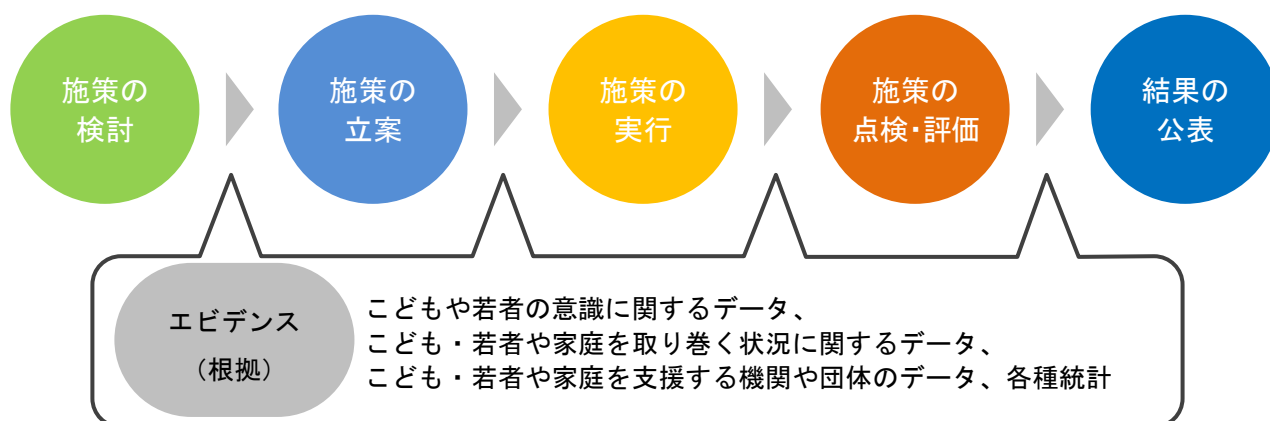 施策の
検討
施策の
立案
施策の
実行
施策の
点検・評価
結果の
公表
エビデンス
（根拠）
こどもや若者の意識に関するデータ、
こども・若者や家庭を取り巻く状況に関するデータ、
こども・若者や家庭を支援する機関や団体のデータ、各種統計